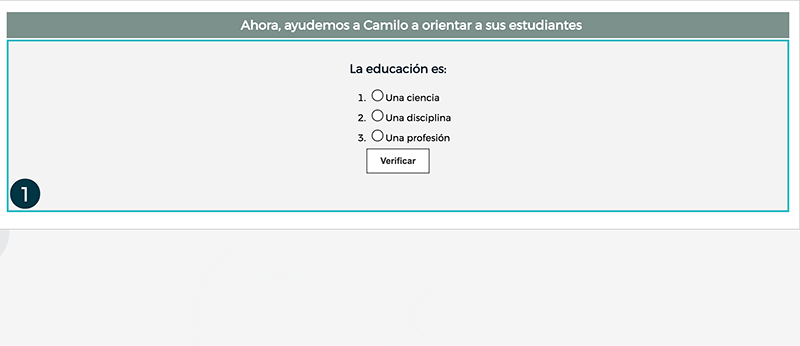 Ahora, ayudemos a Camilo a orientar a sus estudiantes
La educación es:
1. Una ciencia
2. Una disciplina
3. Una profesión
Verificar
1